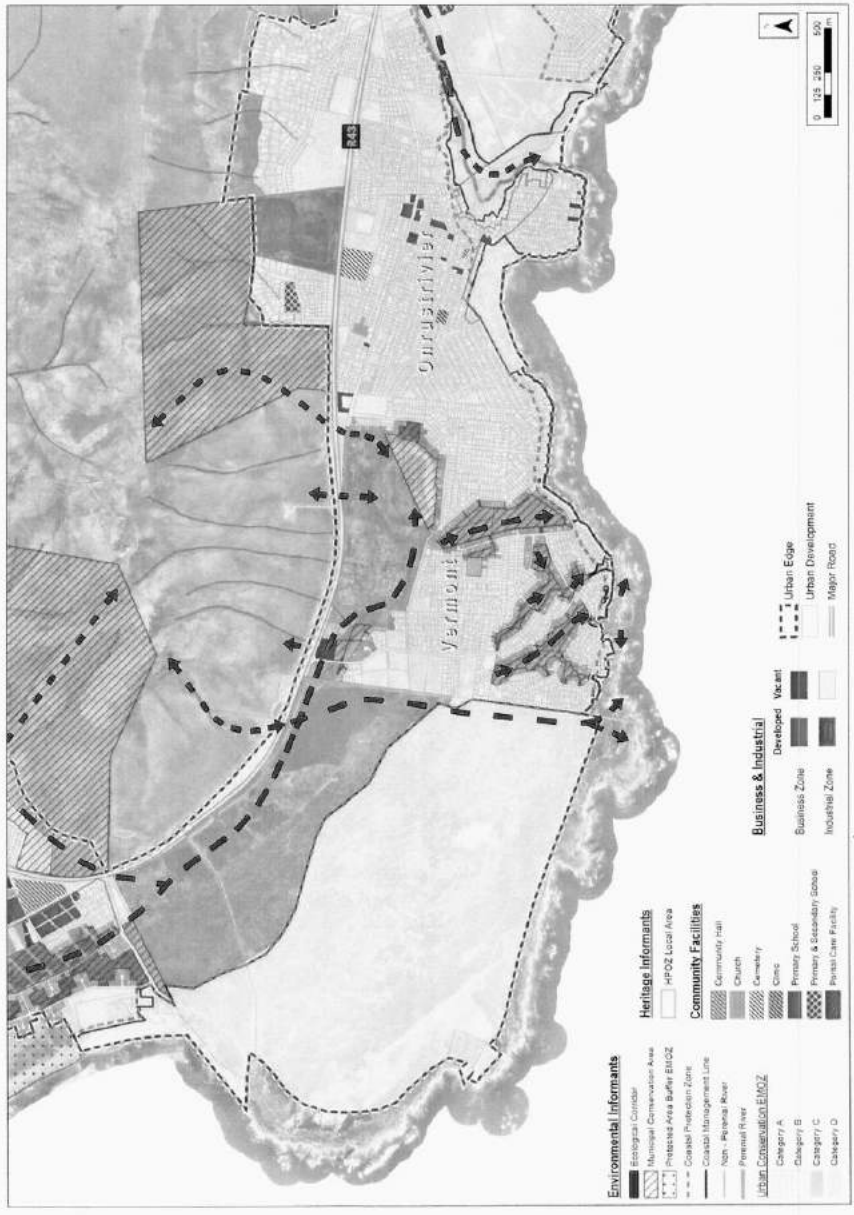 R43
Onrustrivier
Vermont
0 125 250 500
m
Environmental Informants
Ecological Corridor
Municipal Conservation Area
Protected Area Buffer EMOZ
Coastal Protection Zone
Coastal Management Line
Non - Perenial River
Perenial River
Urban Conservation EMOZ
Category A
Category B
Category C
Category D
Heritage Informants
HPOZ Local Area
Community Facilities
Community Hall
Church
Cemetery
Clinic
Primary School
Primary & Secondary School
Partial Care Facility
Business & Industrial
Developed Vacant
Business Zone
Industrial Zone
Urban Edge
Urban Development
Major Road